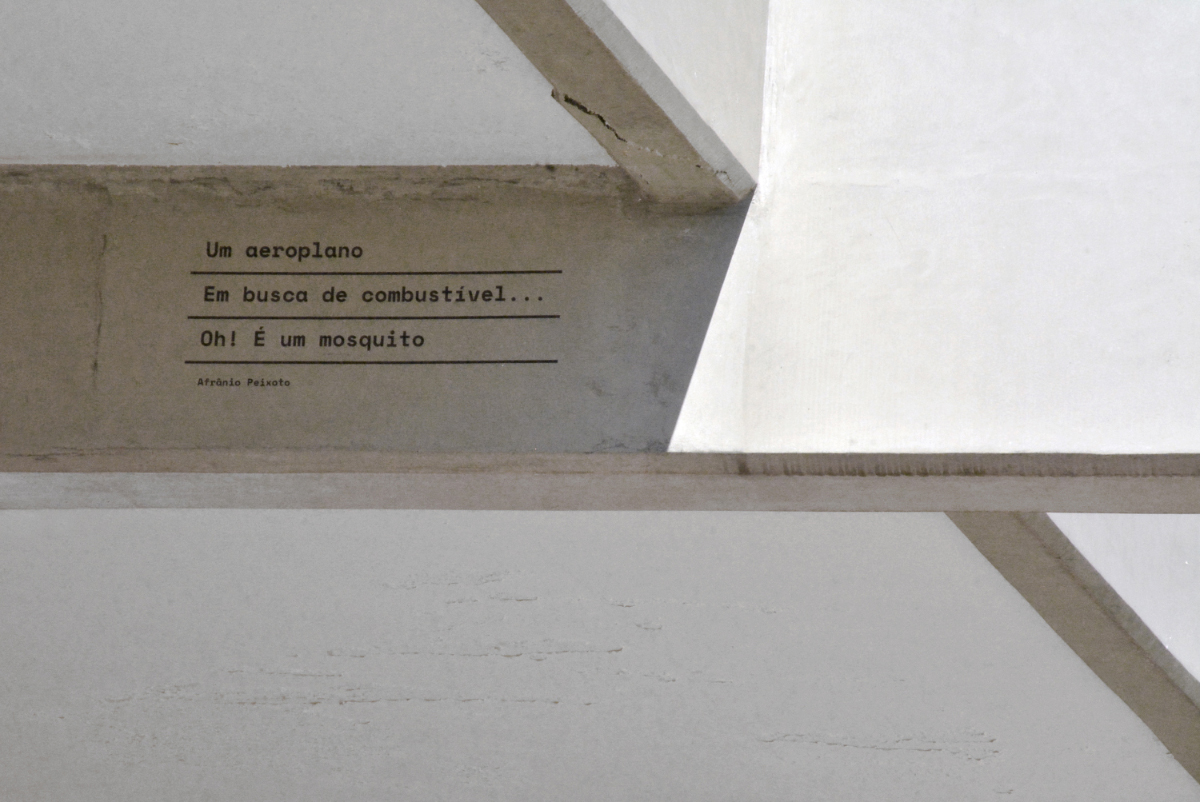 Um aeroplano
Em busca de combustível...
Oh! É um mosquito
Afrânio Peixoto